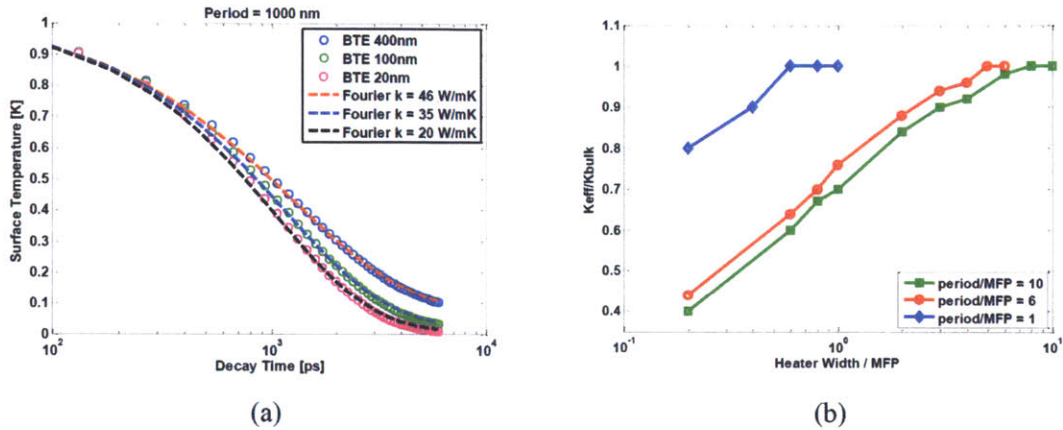 Period = 1000 nm
BTE 400nm
BTE 100nm
BTE 20nm
Fourier k = 46 W/mK
Fourier k = 35 W/mK
Fourier k = 20 W/mK
Surface Temperature [K]
1
0.9
0.8
0.7
0.6
0.5
0.4
0.3
0.2
0.1
0
10^2
10^3
10^4
Decay Time [ps]
(a)
Keff/Kbulk
1.1
1
0.9
0.8
0.7
0.6
0.5
0.4
period/MFP = 10
period/MFP = 6
period/MFP = 1
10^-1
10^0
10^1
Heater Width / MFP
(b)